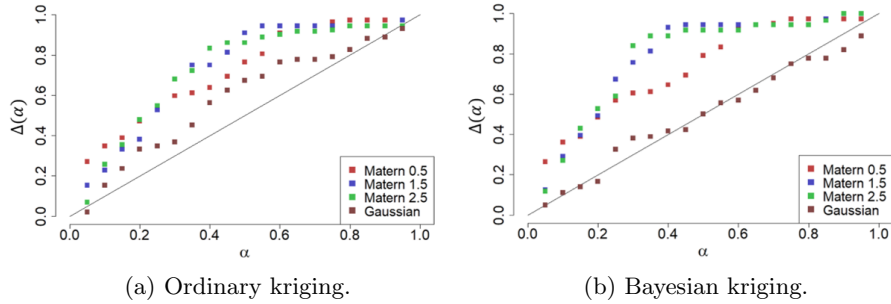 Δ(α)
0.0 0.2 0.4 0.6 0.8 1.0
0.0 0.2 0.4 0.6 0.8 1.0
α
Matern 0.5
Matern 1.5
Matern 2.5
Gaussian
(a) Ordinary kriging.
Δ(α)
0.0 0.2 0.4 0.6 0.8 1.0
0.0 0.2 0.4 0.6 0.8 1.0
α
Matern 0.5
Matern 1.5
Matern 2.5
Gaussian
(b) Bayesian kriging.